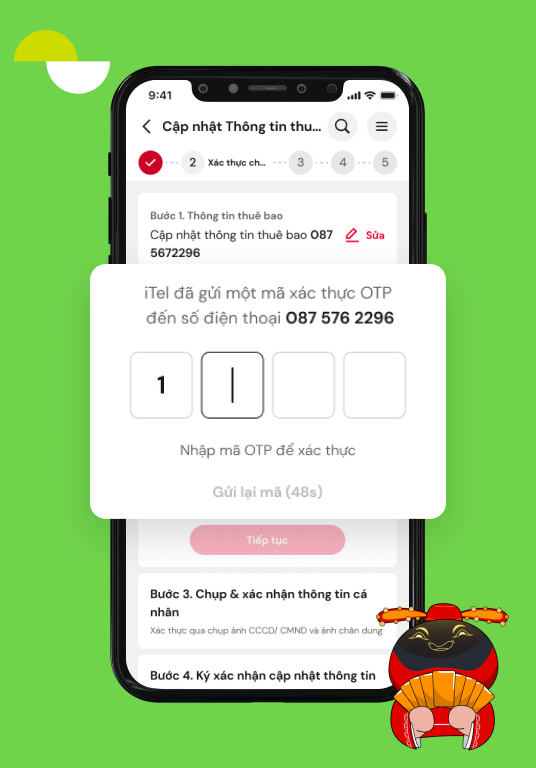 9:41
Cập nhật Thông tin thu...
2 Xác thực ch... 3 4 5
Bước 1. Thông tin thuê bao
Cập nhật thông tin thuê bao 087
5672296
Sửa
iTel đã gửi một mã xác thực OTP
đến số điện thoại 087 576 2296
1
Nhập mã OTP để xác thực
Gửi lại mã (48s)
Tiếp tục
Bước 3. Chụp & xác nhận thông tin cá
nhân
Xác thực qua chụp ảnh CCCD/ CMND và ảnh chân dung
Bước 4. Ký xác nhận cập nhật thông tin